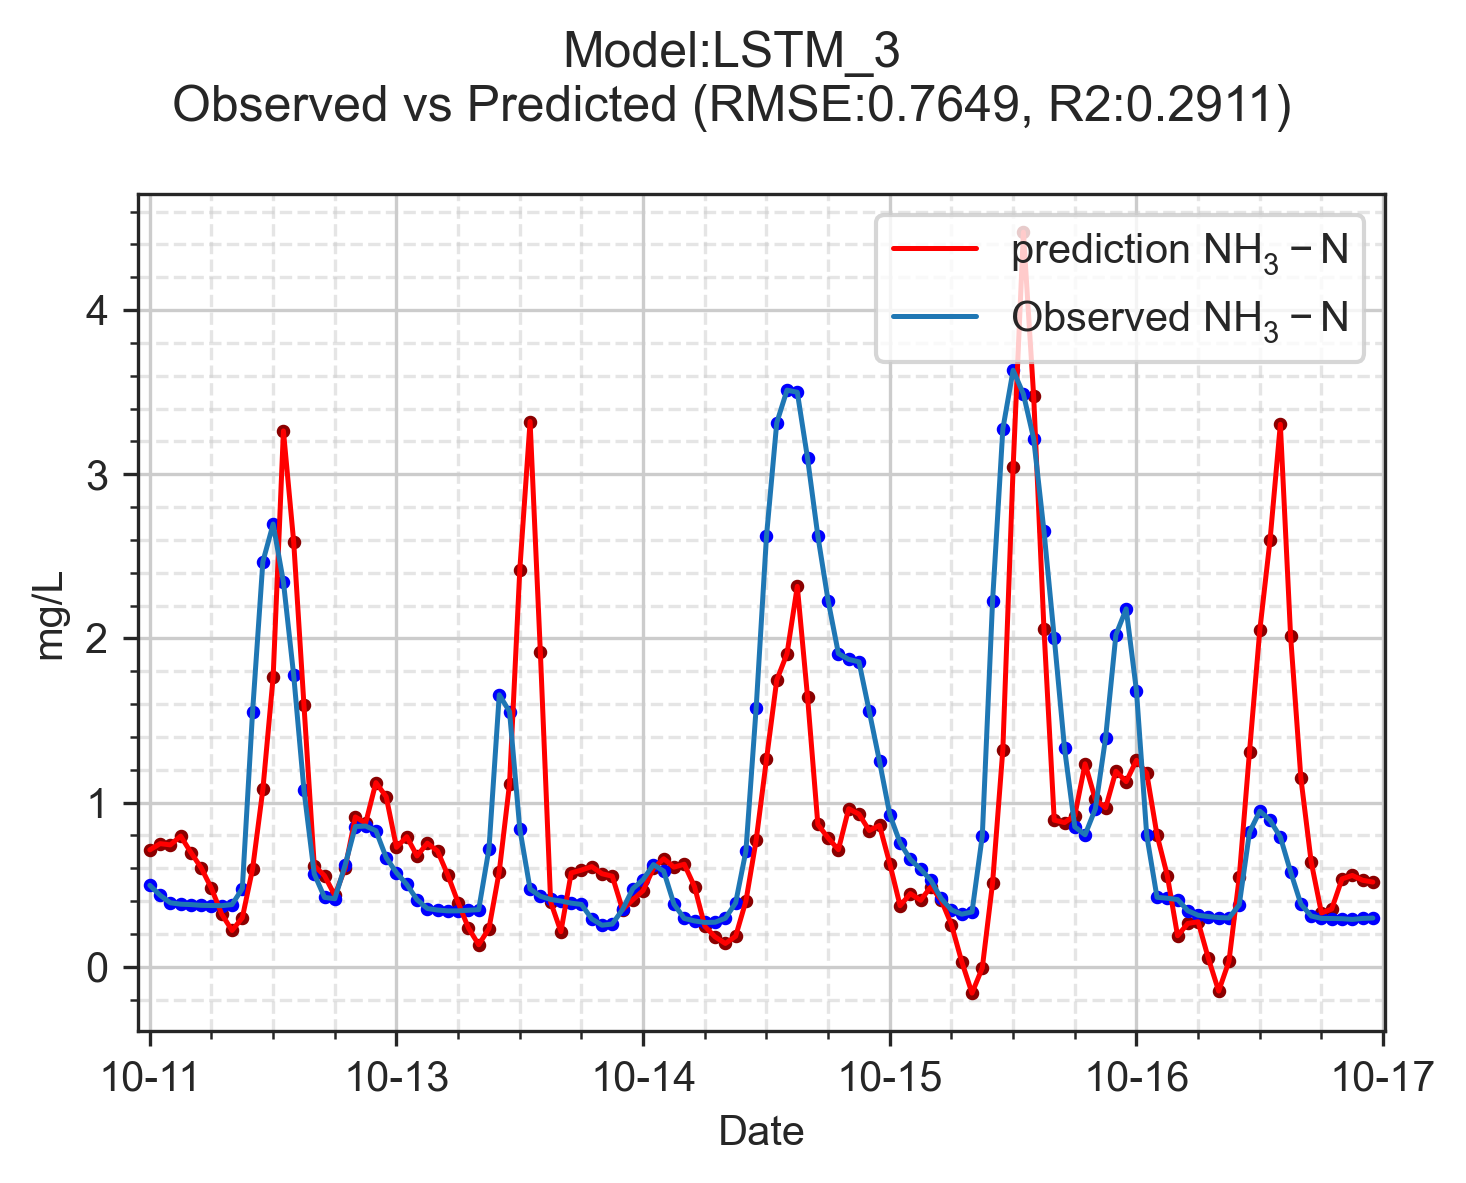 Model:LSTM_3
Observed vs Predicted (RMSE:0.7649, R2:0.2911)
prediction NH₃ − N
Observed NH₃ − N
4
3
2
1
0
mg/L
10-11 10-13 10-14 10-15 10-16 10-17
Date